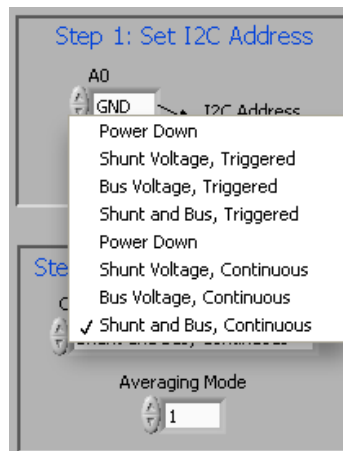 Step 1: Set I2C Address
A0
GND
I2C Address
Power Down
Shunt Voltage, Triggered
Bus Voltage, Triggered
Shunt and Bus, Triggered
Power Down
Shunt Voltage, Continuous
Bus Voltage, Continuous
✓ Shunt and Bus, Continuous
Averaging Mode
1